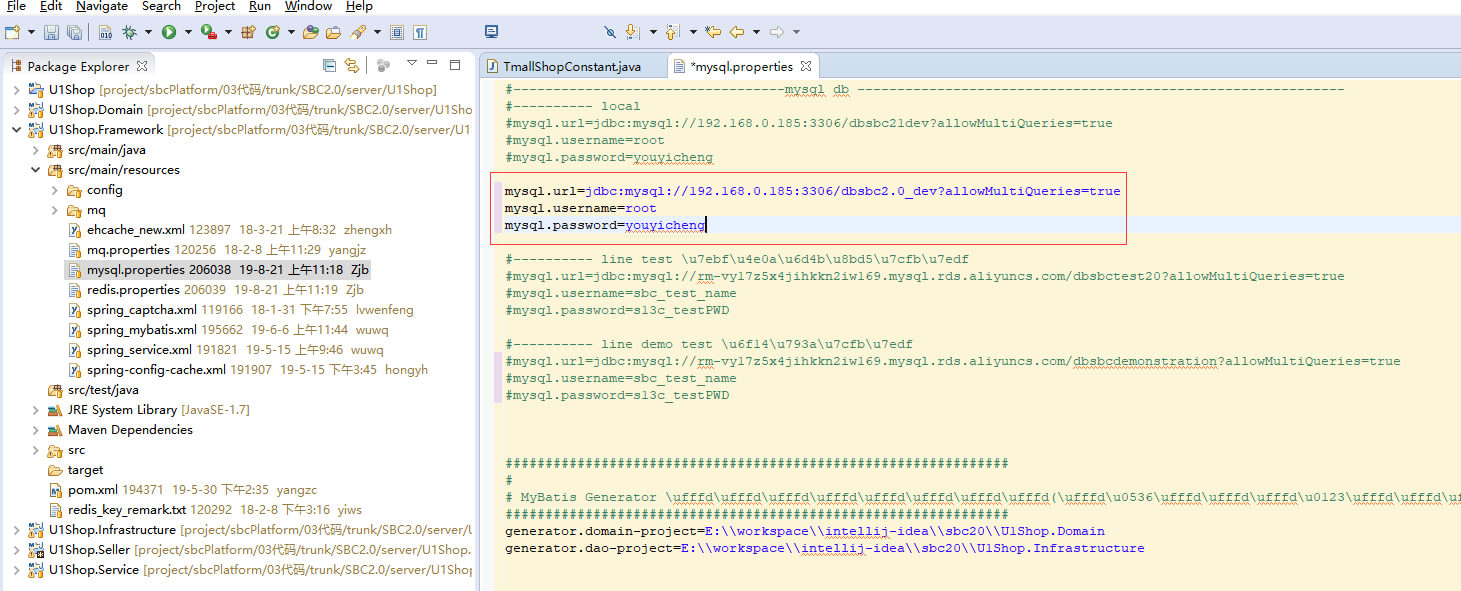 File Edit Navigate Search Project Run Window Help
Package Explorer
U1Shop [project/sbcPlatform/03代码/trunk/SBC2.0/server/U1Shop]
U1Shop.Domain [project/sbcPlatform/03代码/trunk/SBC2.0/server/U1Sho
U1Shop.Framework [project/sbcPlatform/03代码/trunk/SBC2.0/server/U1
src/main/java
src/main/resources
config
mq
ehcache_new.xml 123897 18-3-21 上午8:32 zhengxh
mq.properties 120256 18-2-8 上午11:29 yangjz
mysql.properties 206038 19-8-21 上午11:18 Zjb
redis.properties 206039 19-8-21 上午11:19 Zjb
spring_captcha.xml 119166 18-1-31 下午7:55 lvwenfeng
spring_mybatis.xml 195662 19-6-6 上午11:44 wuwq
spring_service.xml 191821 19-5-15 上午9:46 wuwq
spring-config-cache.xml 191907 19-5-15 下午3:45 hongyh
src/test/java
JRE System Library [JavaSE-1.7]
Maven Dependencies
src
target
pom.xml 194371 19-5-30 下午2:35 yangzc
redis_key_remark.txt 120292 18-2-8 下午3:16 yiws
U1Shop.Infrastructure [project/sbcPlatform/03代码/trunk/SBC2.0/server/U
U1Shop.Seller [project/sbcPlatform/03代码/trunk/SBC2.0/server/U1Shop.
U1Shop.Service [project/sbcPlatform/03代码/trunk/SBC2.0/server/U1Shop
TmallShopConstant.java *mysql.properties
#----------------------------------mysql db -------------------------------------------------------------
#---------- local
#mysql.url=jdbc:mysql://192.168.0.185:3306/dbsbc21dev?allowMultiQueries=true
#mysql.username=root
#mysql.password=youyicheng
mysql.url=jdbc:mysql://192.168.0.185:3306/dbsbc2.0_dev?allowMultiQueries=true
mysql.username=root
mysql.password=youyicheng
#---------- line test \u7ebf\u4e0a\u6d4b\u8bd5\u7cfb\u7edf
#mysql.url=jdbc:mysql://rm-vy17z5x4jihkkn2iw169.mysql.rds.aliyuncs.com/dbsbctest20?allowMultiQueries=true
#mysql.username=sbc_test_name
#mysql.password=s13c_testPWD
#---------- line demo test \u6f14\u793a\u7cfb\u7edf
#mysql.url=jdbc:mysql://rm-vy17z5x4jihkkn2iw169.mysql.rds.aliyuncs.com/dbsbcdemonstration?allowMultiQueries=true
#mysql.username=sbc_test_name
#mysql.password=s13c_testPWD
###############################################################
#
# MyBatis Generator \ufffd\ufffd\ufffd\ufffd\ufffd\ufffd\ufffd\ufffd(\ufffd\u0536\ufffd\ufffd\ufffd\u0123\ufffd\ufffd\uf
###############################################################
generator.domain-project=E:\\workspace\\intellij-idea\\sbc20\\U1Shop.Domain
generator.dao-project=E:\\workspace\\intellij-idea\\sbc20\\U1Shop.Infrastructure